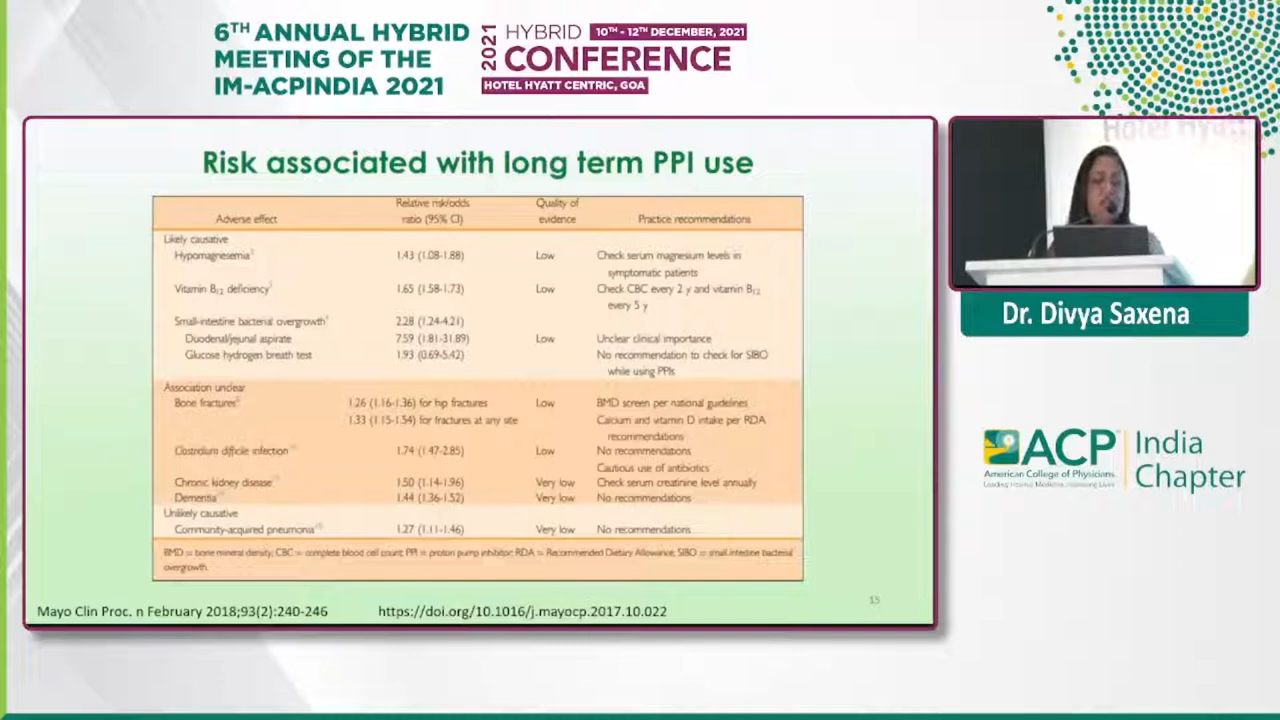 6TH ANNUAL HYBRID
MEETING OF THE
IM-ACPINDIA 2021
2021
HYBRID 10TH - 12TH DECEMBER, 2021
CONFERENCE
HOTEL HYATT CENTRIC, GOA
Hotel Hyatt
Risk associated with long term PPI use
Adverse effect Relative risk/odds ratio (95% CI) Quality of evidence Practice recommendations
Likely causative
Hypomagnesemia 1.43 (1.08-1.88) Low Check serum magnesium levels in
symptomatic patients
Vitamin B12 deficiency 1.65 (1.58-1.73) Low Check CBC every 2 y and vitamin B12
every 5 y
Small-intestine bacterial overgrowth 2.28 (1.24-4.21)
Duodenal/jejunal aspirate 7.59 (1.81-31.89) Low Unclear clinical importance
Glucose hydrogen breath test 1.93 (0.69-5.42) No recommendation to check for SIBO
while using PPIs
Association unclear
Bone fractures 1.26 (1.16-1.36) for hip fractures Low BMD screen per national guidelines
1.33 (1.15-1.54) for fractures at any site Calcium and vitamin D intake per RDA
recommendations
Clostridium difficile infection 1.74 (1.47-2.85) Low No recommendations
Cautious use of antibiotics
Chronic kidney disease 1.50 (1.14-1.96) Very low Check serum creatinine level annually
Dementia 1.44 (1.36-1.52) Very low No recommendations
Unlikely causative
Community-acquired pneumonia 1.27 (1.11-1.46) Very low No recommendations
BMD = bone mineral density; CBC = complete blood cell count; PPI = proton pump inhibitor; RDA = Recommended Dietary Allowance; SIBO = small intestine bacterial
overgrowth.
Mayo Clin Proc. n February 2018;93(2):240-246 https://doi.org/10.1016/j.mayocp.2017.10.022
15
Dr. Divya Saxena
ACP
American College of Physicians
Leading Internal Medicine, Improving Lives
India
Chapter